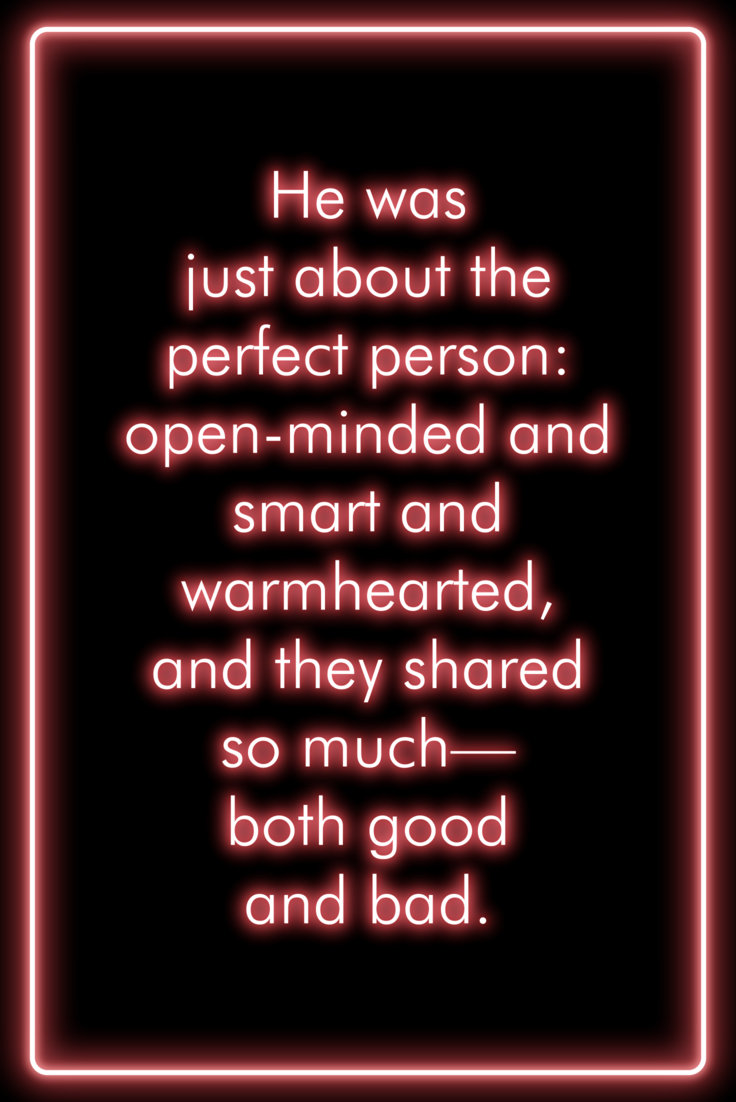 He was
just about the
perfect person:
open-minded and
smart and
warmhearted,
and they shared
so much—
both good
and bad.